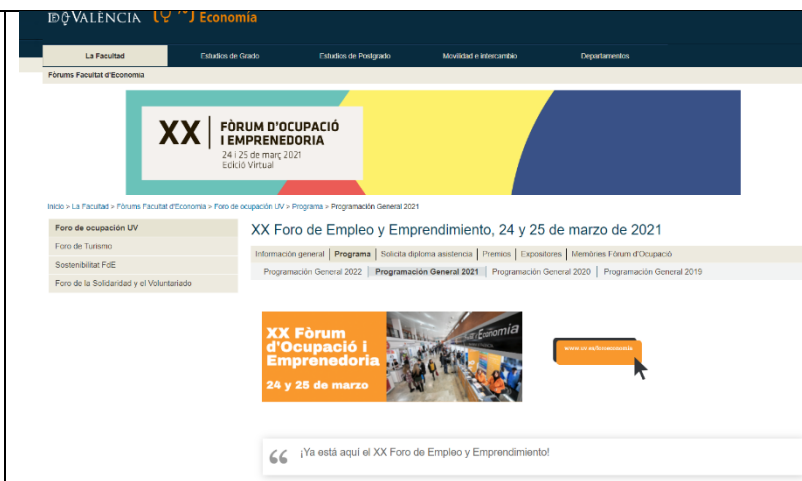 VALÈNCIA Economía
La Facultad Estudios de Grado Estudios de Postgrado Movilidad e intercambio Departamentos
Fòrums Facultat d'Economia
XX FÒRUM D'OCUPACIÓ
I EMPRENEDORIA
24 i 25 de març 2021
Edició Virtual
Inicio > La Facultad > Fòrums Facultat d'Economia > Foro de ocupación UV > Programa > Programación General 2021
Foro de ocupación UV
Foro de Turismo
Sostenibilitat FdE
Foro de la Solidaridad y el Voluntariado
XX Foro de Empleo y Emprendimiento, 24 y 25 de marzo de 2021
Información general Programa Solicita diploma asistencia Premios Expositores Memòries Fòrum d'Ocupació
Programación General 2022 Programación General 2021 Programación General 2020 Programación General 2019
XX Fòrum
d'Ocupació i
Emprenedoria
24 y 25 de marzo
Economia
¡Ya está aquí el XX Foro de Empleo y Emprendimiento!